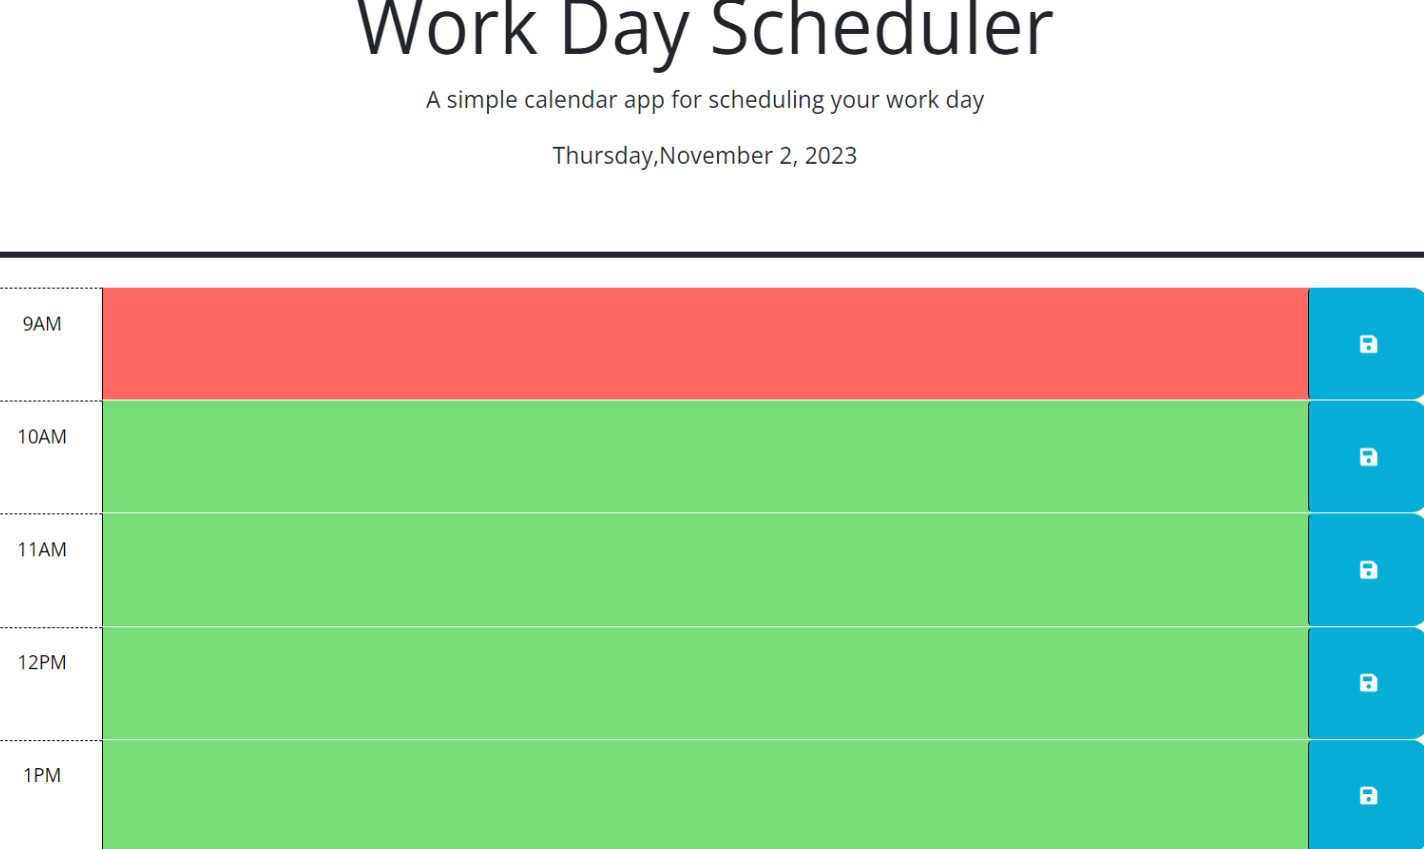 Work Day Scheduler
A simple calendar app for scheduling your work day
Thursday,November 2, 2023
9AM
10AM
11AM
12PM
1PM